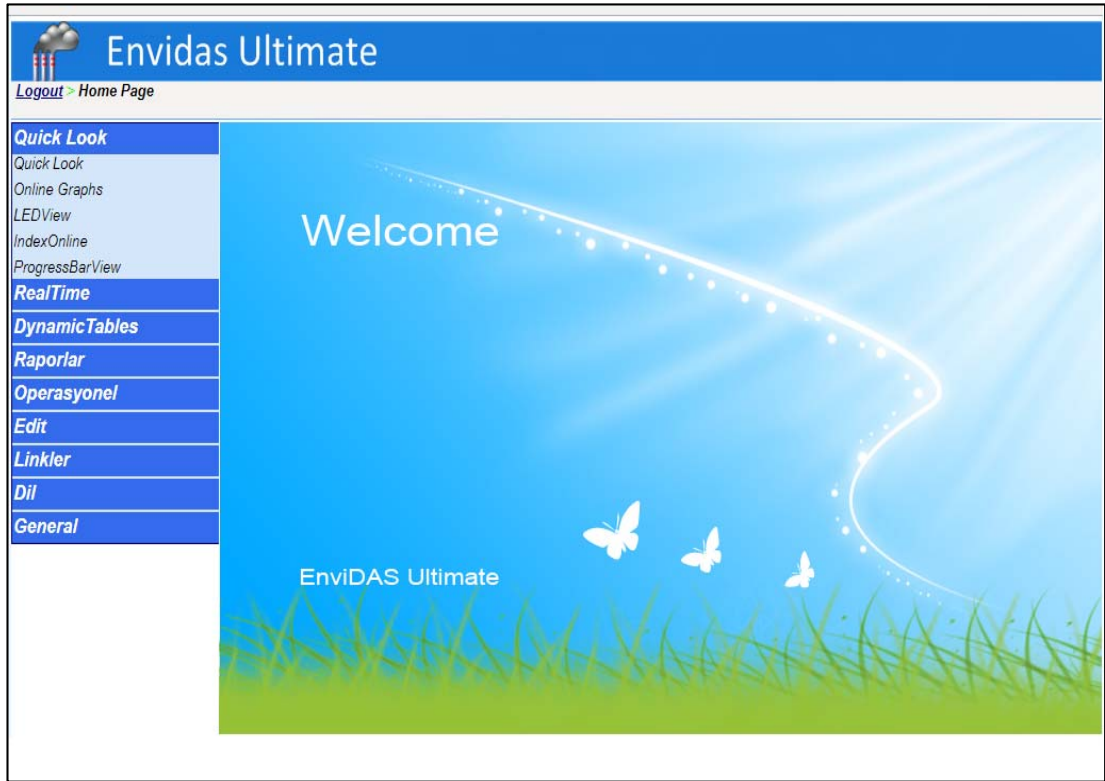 Envidas Ultimate
Logout > Home Page
Quick Look
Quick Look
Online Graphs
LEDView
IndexOnline
ProgressBarView
RealTime
DynamicTables
Raporlar
Operasyonel
Edit
Linkler
Dil
General
Welcome
EnviDAS Ultimate